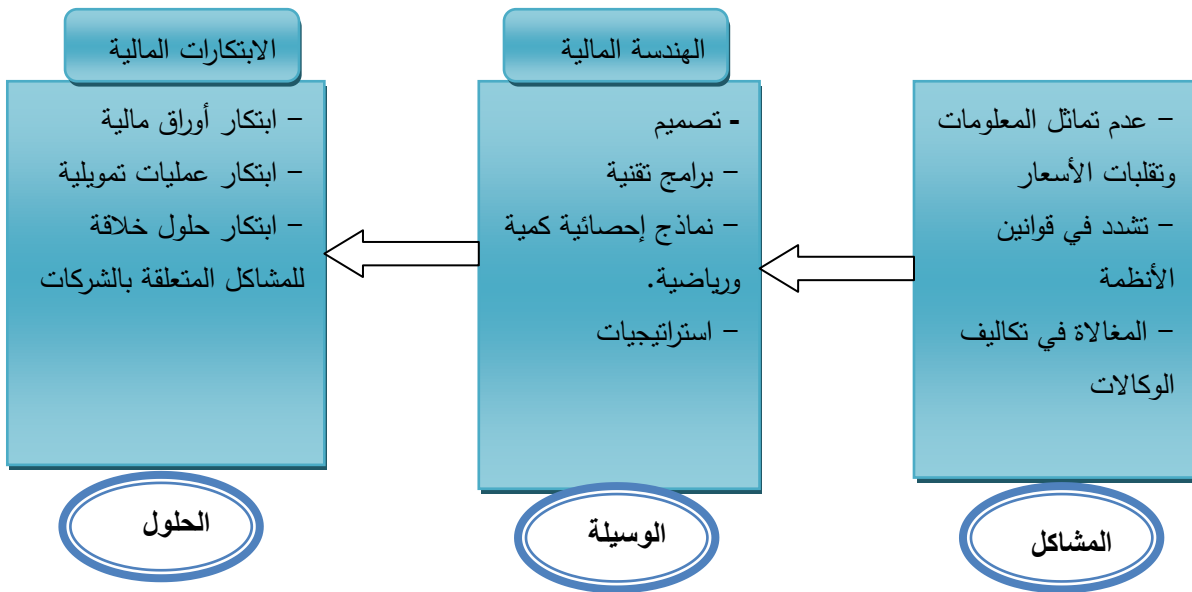 – عدم تماثل المعلومات
وتقلبات الأسعار
– تشدد في قوانين
الأنظمة
– المغالاة في تكاليف
الوكالات
المشاكل
الهندسة المالية
- تصميم
– برامج تقنية
– نماذج إحصائية كمية
ورياضية.
– استراتيجيات
الوسيلة
الابتكارات المالية
– ابتكار أوراق مالية
– ابتكار عمليات تمويلية
– ابتكار حلول خلاقة
للمشاكل المتعلقة بالشركات
الحلول